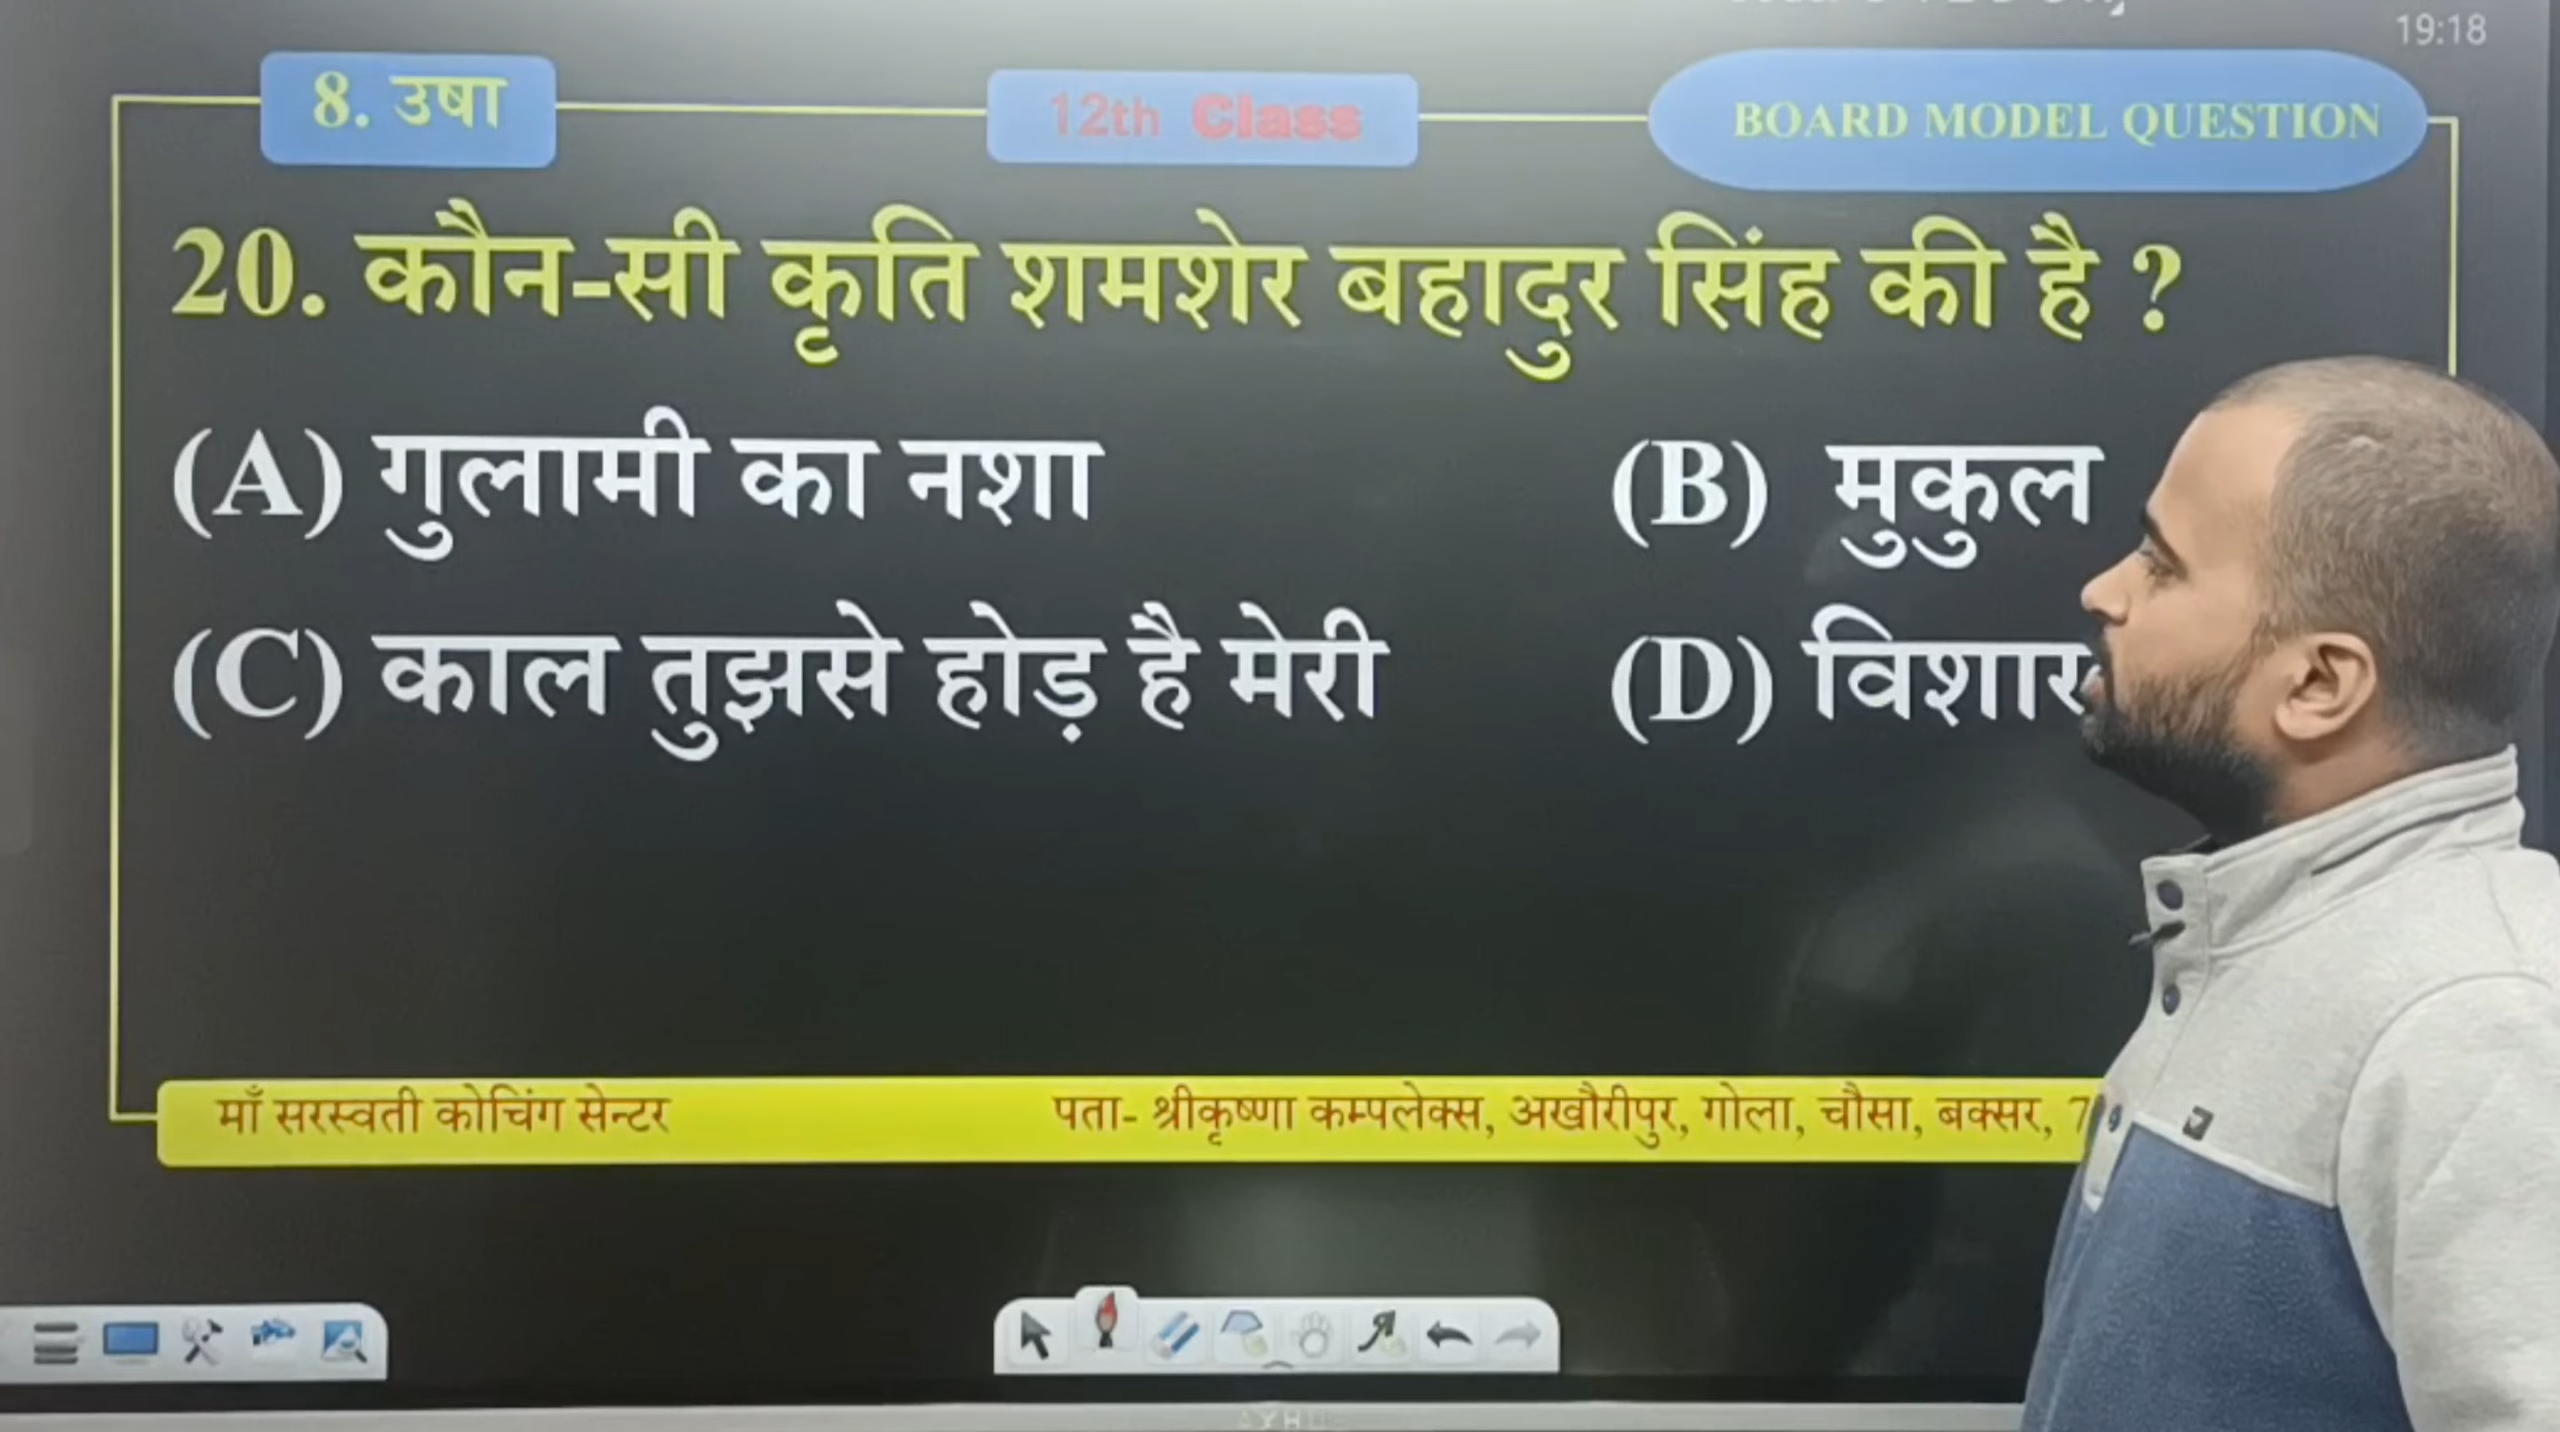 19:18
8. उषा
12th Class
BOARD MODEL QUESTION
20. कौन-सी कृति शमशेर बहादुर सिंह की है ?
(A) गुलामी का नशा
(B) मुकुल
(C) काल तुझसे होड़ है मेरी
(D)
माँ सरस्वती कोचिंग सेन्टर
पता- श्रीकृष्णा कम्पलेक्स, अखौरीपुर, गोला, चौसा, बक्सर,